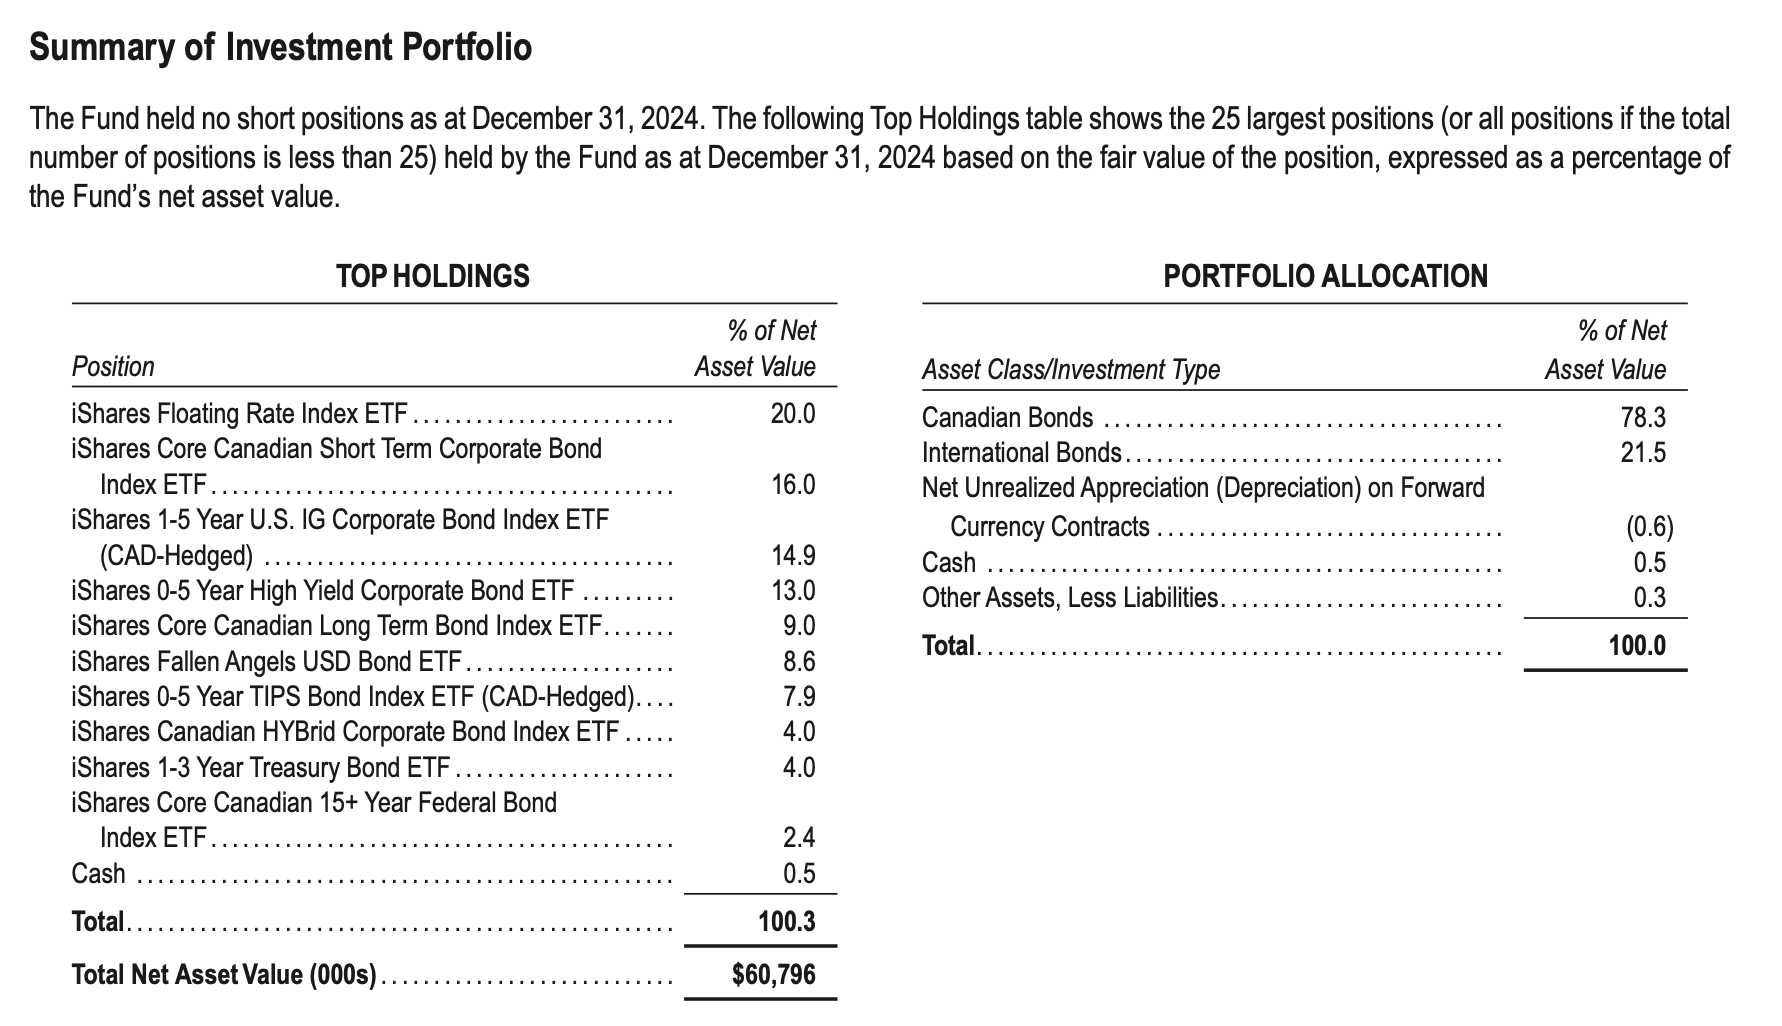 Summary of Investment Portfolio
The Fund held no short positions as at December 31, 2024. The following Top Holdings table shows the 25 largest positions (or all positions if the total
number of positions is less than 25) held by the Fund as at December 31, 2024 based on the fair value of the position, expressed as a percentage of
the Fund's net asset value.
TOP HOLDINGS
% of Net
Position Asset Value
iShares Floating Rate Index ETF 20.0
iShares Core Canadian Short Term Corporate Bond
Index ETF 16.0
iShares 1-5 Year U.S. IG Corporate Bond Index ETF
(CAD-Hedged) 14.9
iShares 0-5 Year High Yield Corporate Bond ETF 13.0
iShares Core Canadian Long Term Bond Index ETF 9.0
iShares Fallen Angels USD Bond ETF 8.6
iShares 0-5 Year TIPS Bond Index ETF (CAD-Hedged) 7.9
iShares Canadian HYBrid Corporate Bond Index ETF 4.0
iShares 1-3 Year Treasury Bond ETF 4.0
iShares Core Canadian 15+ Year Federal Bond
Index ETF 2.4
Cash 0.5
Total 100.3
Total Net Asset Value (000s) $60,796
PORTFOLIO ALLOCATION
% of Net
Asset Class/Investment Type Asset Value
Canadian Bonds 78.3
International Bonds 21.5
Net Unrealized Appreciation (Depreciation) on Forward
Currency Contracts (0.6)
Cash 0.5
Other Assets, Less Liabilities 0.3
Total 100.0